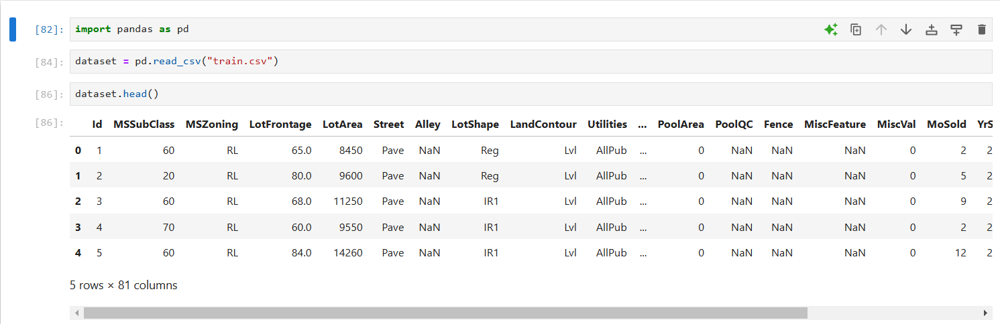 [82]: import pandas as pd
[84]: dataset = pd.read_csv("train.csv")
[86]: dataset.head()
[86]: Id MSSubClass MSZoning LotFrontage LotArea Street Alley LotShape LandContour Utilities ... PoolArea PoolQC Fence MiscFeature MiscVal MoSold YrS
0 1 60 RL 65.0 8450 Pave NaN Reg Lvl AllPub ... 0 NaN NaN NaN 0 2 2
1 2 20 RL 80.0 9600 Pave NaN Reg Lvl AllPub ... 0 NaN NaN NaN 0 5 2
2 3 60 RL 68.0 11250 Pave NaN IR1 Lvl AllPub ... 0 NaN NaN NaN 0 9 2
3 4 70 RL 60.0 9550 Pave NaN IR1 Lvl AllPub ... 0 NaN NaN NaN 0 2 2
4 5 60 RL 84.0 14260 Pave NaN IR1 Lvl AllPub ... 0 NaN NaN NaN 0 12 2
5 rows × 81 columns